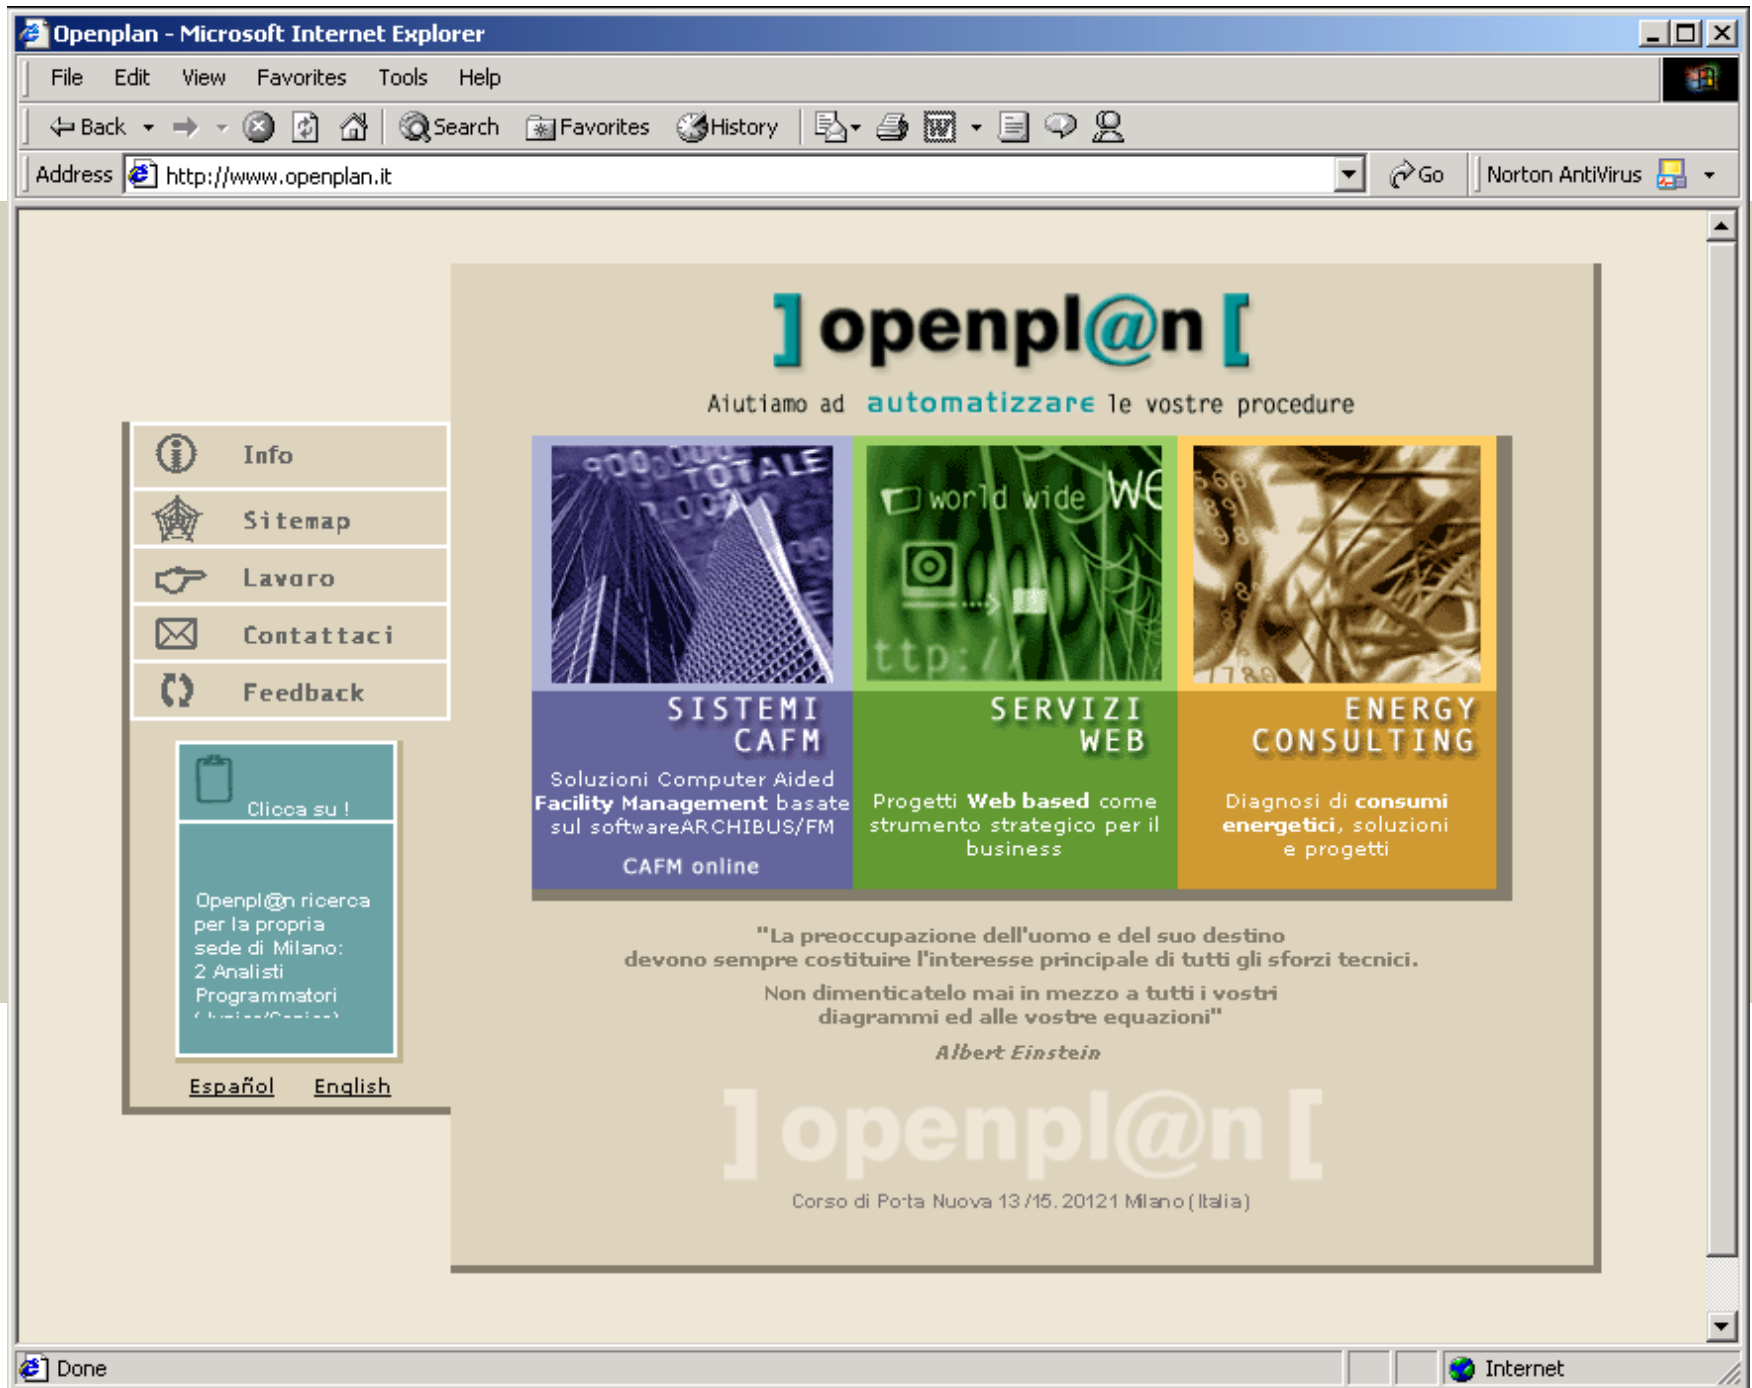 Openplan - Microsoft Internet Explorer
File Edit View Favorites Tools Help
Back Search Favorites History
Address http://www.openplan.it Go Norton AntiVirus
]openpl@n[
Aiutiamo ad automatizzare le vostre procedure
Info
Sitemap
Lavoro
Contattaci
Feedback
Clicca su !
Openpl@n ricerca
per la propria
sede di Milano:
2 Analisti
Programmatori
Español English
TOTALE
world wide we
ttp://
SISTEMI
CAFM
Soluzioni Computer Aided
Facility Management basate
sul softwareARCHIBUS/FM
CAFM online
SERVIZI
WEB
Progetti Web based come
strumento strategico per il
business
ENERGY
CONSULTING
Diagnosi di consumi
energetici, soluzioni
e progetti
"La preoccupazione dell'uomo e del suo destino
devono sempre costituire l'interesse principale di tutti gli sforzi tecnici.
Non dimenticatelo mai in mezzo a tutti i vostri
diagrammi ed alle vostre equazioni"
Albert Einstein
]openpl@n[
Corso di Porta Nuova 13/15. 20121 Milano (Italia)
Done Internet